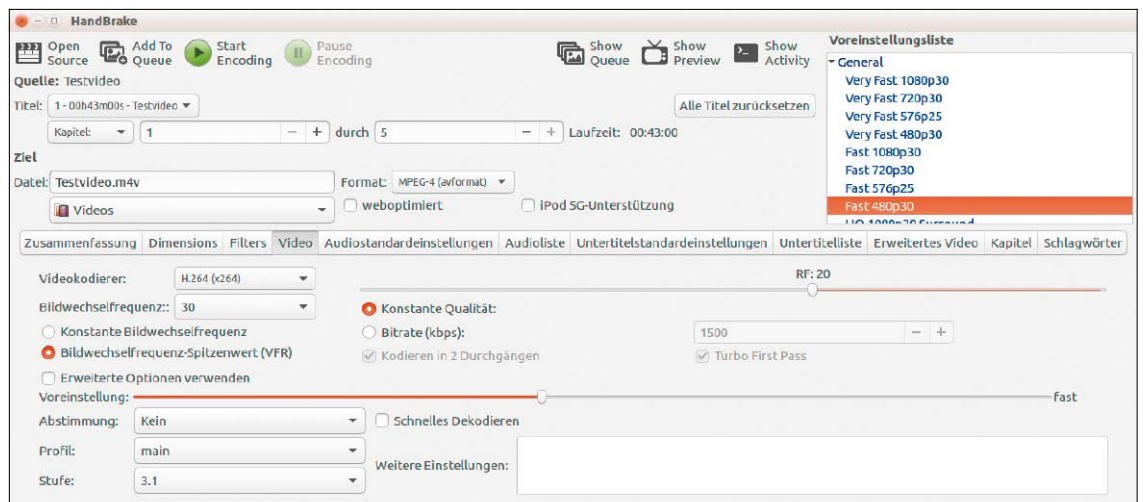 HandBrake
Open Source
Add To Queue
Start Encoding
Pause Encoding
Show Queue
Show Preview
Show Activity
Quelle: Testvideo
Titel: 1 - 00h43m00s - Testvideo
Alle Titel zurücksetzen
Kapitel: 1 durch 5 Laufzeit: 00:43:00
Ziel
Datei: Testvideo.m4v Format: MPEG-4 (avformat)
Videos weboptimiert iPod 5G-Unterstützung
Voreinstellungsliste
General
Very Fast 1080p30
Very Fast 720p30
Very Fast 576p25
Very Fast 480p30
Fast 1080p30
Fast 720p30
Fast 576p25
Fast 480p30
HQ 1080p30 Surround
Zusammenfassung Dimensions Filters Video Audiostandardeinstellungen Audioliste Untertitelstandardeinstellungen Untertitelliste Erweitertes Video Kapitel Schlagwörter
Videokodierer: H.264 (x264)
RF: 20
Bildwechselfrequenz:: 30
Konstante Qualität:
Konstante Bildwechselfrequenz
Bitrate (kbps): 1500
Bildwechselfrequenz-Spitzenwert (VFR)
Kodieren in 2 Durchgängen Turbo First Pass
Erweiterte Optionen verwenden
Voreinstellung: Fast
Abstimmung: Kein Schnelles Dekodieren
Profil: main
Weitere Einstellungen:
Stufe: 3.1